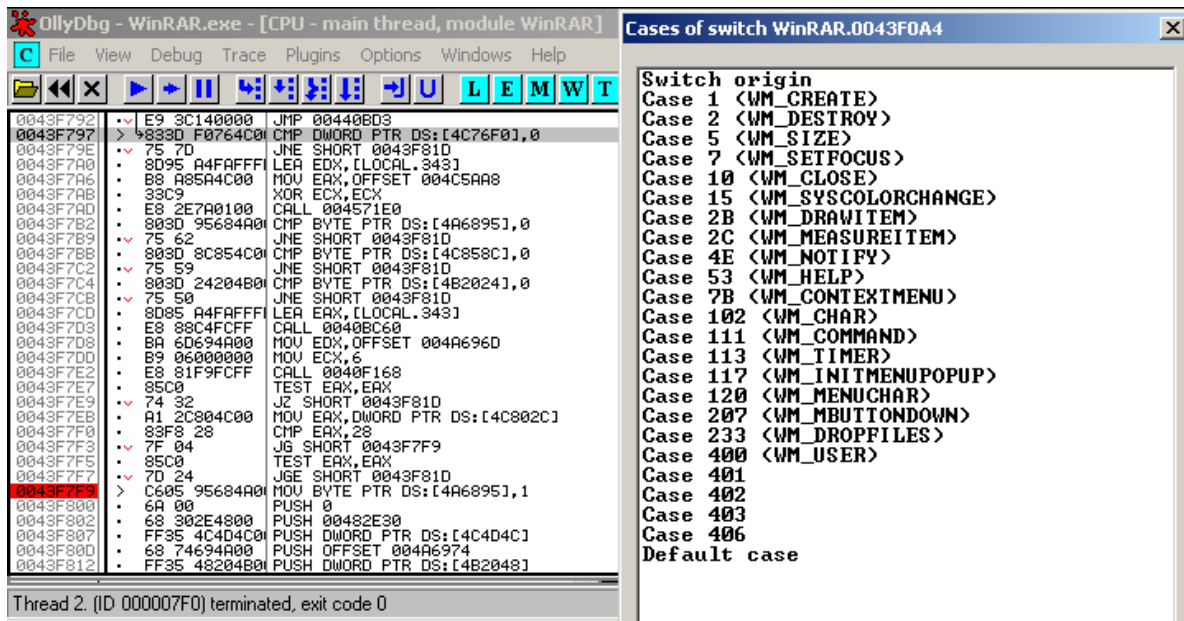 OllyDbg - WinRAR.exe - [CPU - main thread, module WinRAR]
C File View Debug Trace Plugins Options Windows Help
L E M W T
0043F792 E9 3C140000 JMP 00440BD3
0043F797 > 833D F0764C00 CMP DWORD PTR DS:[4C76F0],0
0043F79E 75 7D JNE SHORT 0043F81D
0043F7A0 8D95 A4FAFFFF LEA EDX,[LOCAL.343]
0043F7A6 B8 A85A4C00 MOV EAX,OFFSET 004C5AA8
0043F7AB 33C9 XOR ECX,ECX
0043F7AD E8 2E7A0100 CALL 004571E0
0043F7B2 803D 95684A00 CMP BYTE PTR DS:[4A6895],0
0043F7B9 75 62 JNE SHORT 0043F81D
0043F7BB 803D 8C854C00 CMP BYTE PTR DS:[4C858C],0
0043F7C2 75 59 JNE SHORT 0043F81D
0043F7C4 803D 24204B00 CMP BYTE PTR DS:[4B2024],0
0043F7CB 75 50 JNE SHORT 0043F81D
0043F7CD 8D85 A4FAFFFF LEA EAX,[LOCAL.343]
0043F7D3 E8 88C4FCFF CALL 0040BC60
0043F7D8 BA 6D694A00 MOV EDX,OFFSET 004A696D
0043F7DD B9 06000000 MOV ECX,6
0043F7E2 E8 81F9FCFF CALL 0040F168
0043F7E7 85C0 TEST EAX,EAX
0043F7E9 74 32 JZ SHORT 0043F81D
0043F7EB A1 2C804C00 MOV EAX,DWORD PTR DS:[4C802C]
0043F7F0 83F8 28 CMP EAX,28
0043F7F3 7F 04 JG SHORT 0043F7F9
0043F7F5 85C0 TEST EAX,EAX
0043F7F7 7D 24 JGE SHORT 0043F81D
0043F7F9 > C605 95684A00 MOV BYTE PTR DS:[4A6895],1
0043F800 6A 00 PUSH 0
0043F802 68 302E4800 PUSH 00482E30
0043F807 FF35 4C4D4C00 PUSH DWORD PTR DS:[4C4D4C]
0043F80D 68 74694A00 PUSH OFFSET 004A6974
0043F812 FF35 48204B00 PUSH DWORD PTR DS:[4B2048]
Thread 2. (ID 000007F0) terminated, exit code 0
Cases of switch WinRAR.0043F0A4
Switch origin
Case 1 (WM_CREATE)
Case 2 (WM_DESTROY)
Case 5 (WM_SIZE)
Case 7 (WM_SETFOCUS)
Case 10 (WM_CLOSE)
Case 15 (WM_SYSCOLORCHANGE)
Case 2B (WM_DRAWITEM)
Case 2C (WM_MEASUREITEM)
Case 4E (WM_NOTIFY)
Case 53 (WM_HELP)
Case 7B (WM_CONTEXTMENU)
Case 102 (WM_CHAR)
Case 111 (WM_COMMAND)
Case 113 (WM_TIMER)
Case 117 (WM_INITMENUPOPUP)
Case 120 (WM_MENUCHAR)
Case 207 (WM_MBUTTONDOWN)
Case 233 (WM_DROPFILES)
Case 400 (WM_USER)
Case 401
Case 402
Case 403
Case 406
Default case